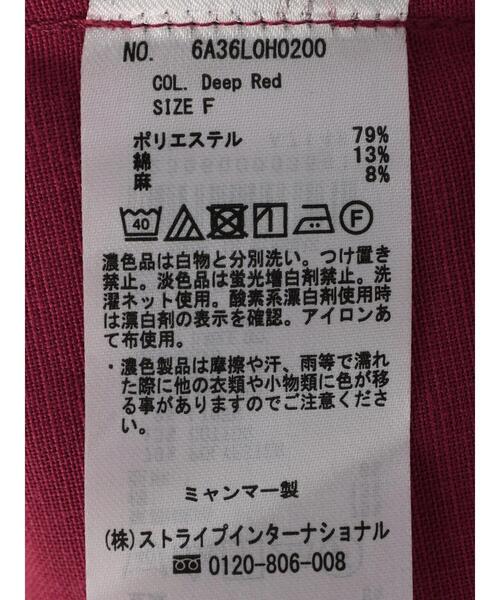 NO. 6A36L0H0200
COL. Deep Red
SIZE F
ポリエステル 79%
綿 13%
麻 8%
40 F
濃色品は白物と分別洗い。つけ置き
禁止。淡色品は蛍光増白剤禁止。洗
濯ネット使用。酸素系漂白剤使用時
は漂白剤の表示を確認。アイロンあ
て布使用。
・濃色製品は摩擦や汗、雨等で濡れ
た際に他の衣類や小物類に色が移
る事がありますのでご注意くださ
い。
ミャンマー製
(株)ストライプインターナショナル
0120-806-008